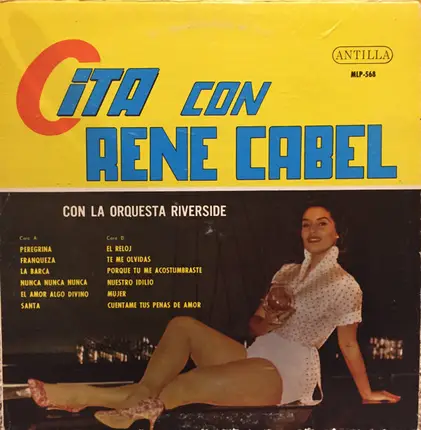 CiTA CON
RENE CABEL
ANTILLA
MLP-568
CON LA ORQUESTA RIVERSIDE
Cara A
PEREGRINA
FRANQUEZA
LA BARCA
NUNCA NUNCA NUNCA
EL AMOR ALGO DIVINO
SANTA
Cara B
EL RELOJ
TE ME OLVIDAS
PORQUE TU ME ACOSTUMBRASTE
NUESTRO IDILIO
MUJER
CUENTAME TUS PENAS DE AMOR